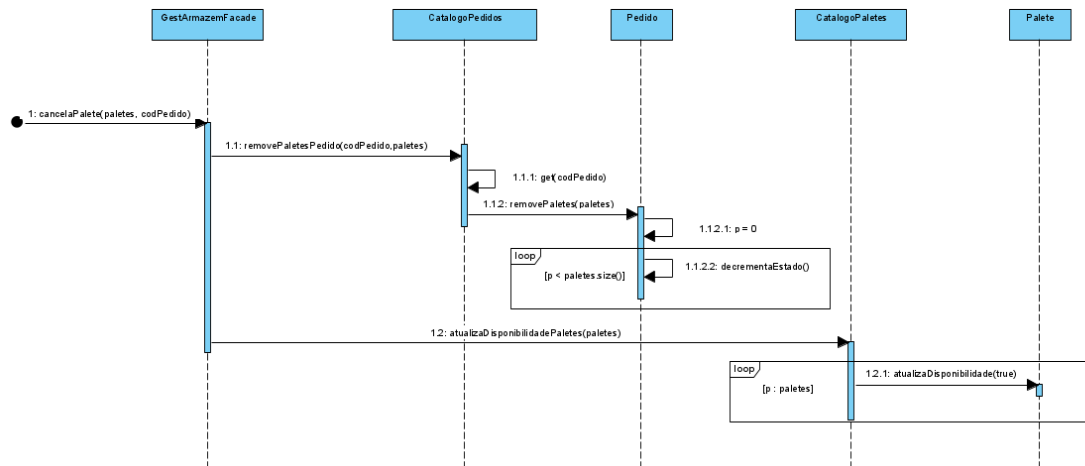 GestArmazemFacade
CatalogoPedidos
Pedido
CatalogoPaletes
Palete
1: cancelaPalete(paletes, codPedido)
1.1: removePaletesPedido(codPedido,paletes)
1.1.1: get(codPedido)
1.1.2: removePaletes(paletes)
1.1.2.1: p = 0
loop
[p < paletes.size()]
1.1.2.2: decrementaEstado()
1.2: atualizaDisponibilidadePaletes(paletes)
loop
[p : paletes]
1.2.1: atualizaDisponibilidade(true)